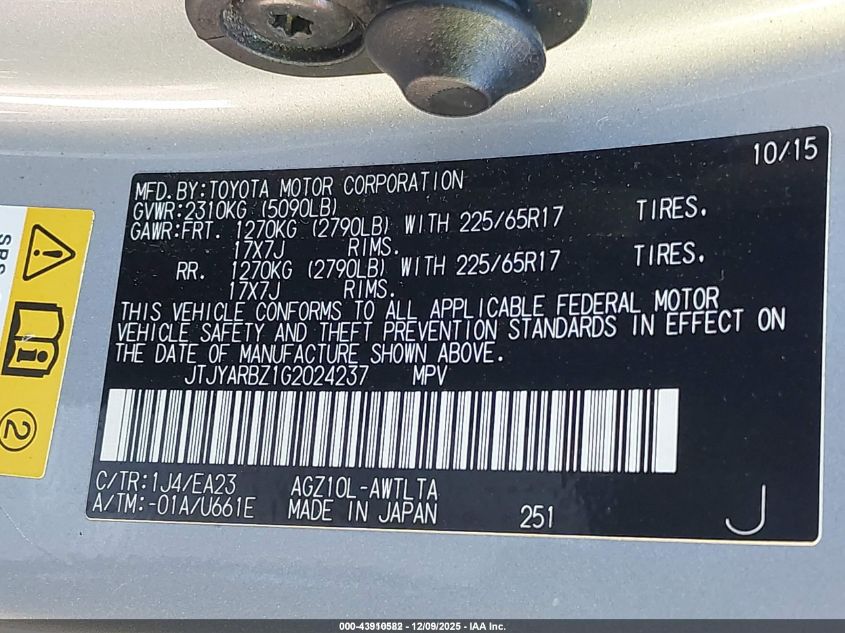 10/15
MFD.BY:TOYOTA MOTOR CORPORATION
GVWR:2310KG (5090LB)
GAWR:FRT. 1270KG (2790LB) WITH 225/65R17 TIRES.
17X7J RIMS.
RR. 1270KG (2790LB) WITH 225/65R17 TIRES.
17X7J RIMS.
THIS VEHICLE CONFORMS TO ALL APPLICABLE FEDERAL MOTOR
VEHICLE SAFETY AND THEFT PREVENTION STANDARDS IN EFFECT ON
THE DATE OF MANUFACTURE SHOWN ABOVE.
JTJYARBZ1G2024237 MPV
C/TR:1J4/EA23 AGZ10L-AWTLTA
A/TM:-01A/U661E MADE IN JAPAN 251 J
SRS
2
000-43910582 - 12/09/2025 - IAA Inc.